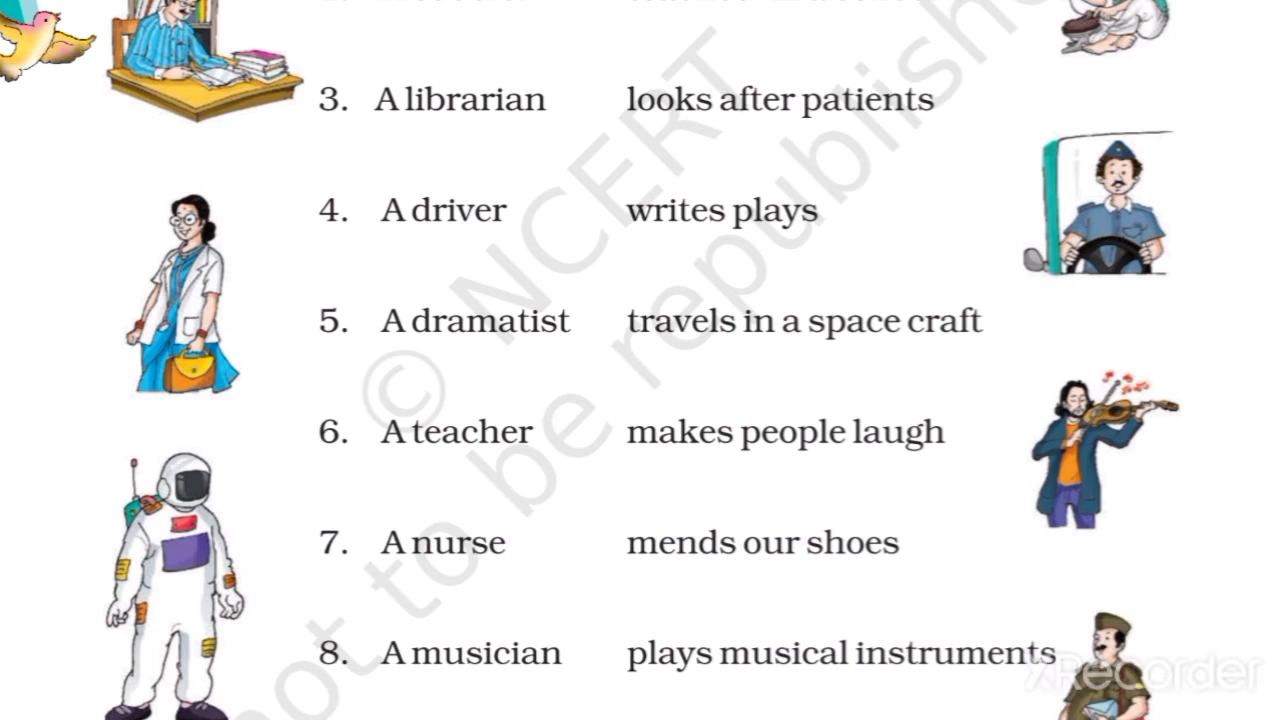 3. A librarian looks after patients
4. A driver writes plays
5. A dramatist travels in a space craft
6. A teacher makes people laugh
7. A nurse mends our shoes
8. A musician plays musical instruments
© NCERT
not to be republishe
XRecorder